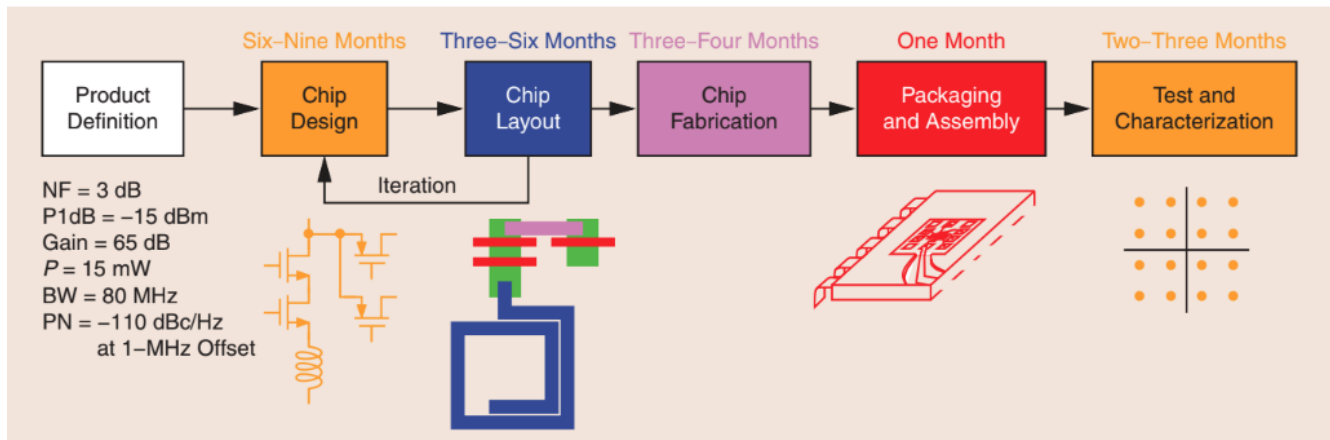 Six–Nine Months
Three–Six Months
Three–Four Months
One Month
Two–Three Months
Product
Definition
Chip
Design
Chip
Layout
Chip
Fabrication
Packaging
and Assembly
Test and
Characterization
Iteration
NF = 3 dB
P1dB = −15 dBm
Gain = 65 dB
P = 15 mW
BW = 80 MHz
PN = −110 dBc/Hz
at 1−MHz Offset